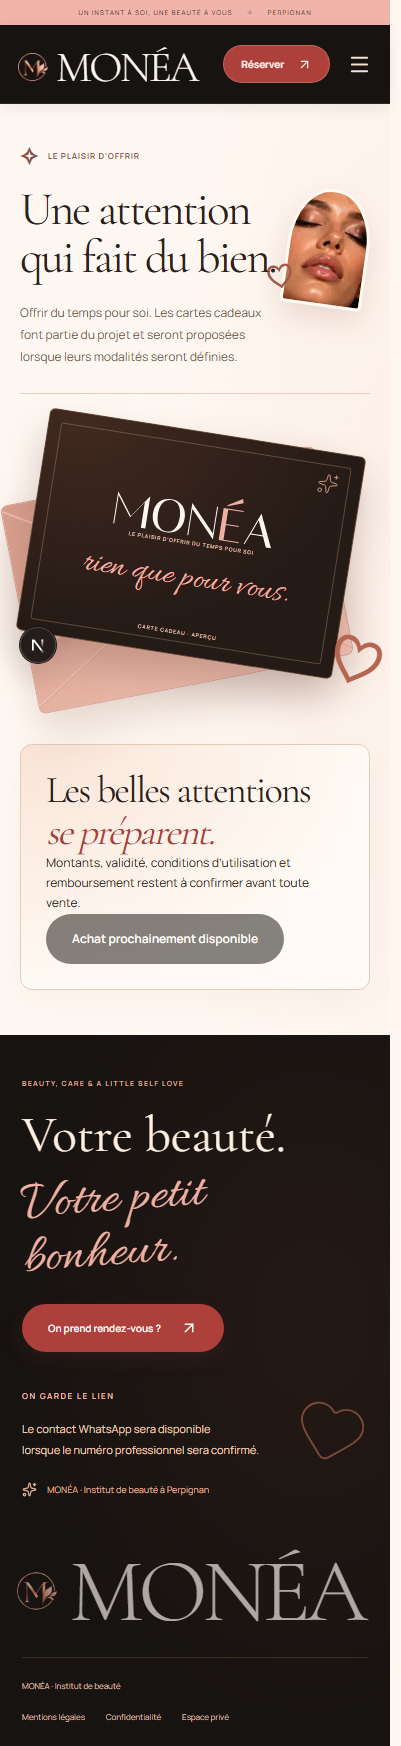 UN INSTANT À SOI, UNE BEAUTÉ À VOUS ✧ PERPIGNAN
M MONÉA Réserver
LE PLAISIR D'OFFRIR
Une attention
qui fait du bien.
Offrir du temps pour soi. Les cartes cadeaux
font partie du projet et seront proposées
lorsque leurs modalités seront définies.
MONÉA
LE PLAISIR D'OFFRIR DU TEMPS POUR SOI
rien que pour vous.
CARTE CADEAU · APERÇU
N
Les belles attentions
se préparent.
Montants, validité, conditions d'utilisation et
remboursement restent à confirmer avant toute
vente.
Achat prochainement disponible
BEAUTY, CARE & A LITTLE SELF LOVE
Votre beauté.
Votre petit
bonheur.
On prend rendez-vous ?
ON GARDE LE LIEN
Le contact WhatsApp sera disponible
lorsque le numéro professionnel sera confirmé.
MONÉA · Institut de beauté à Perpignan
M MONÉA
MONÉA · Institut de beauté
Mentions légales Confidentialité Espace privé